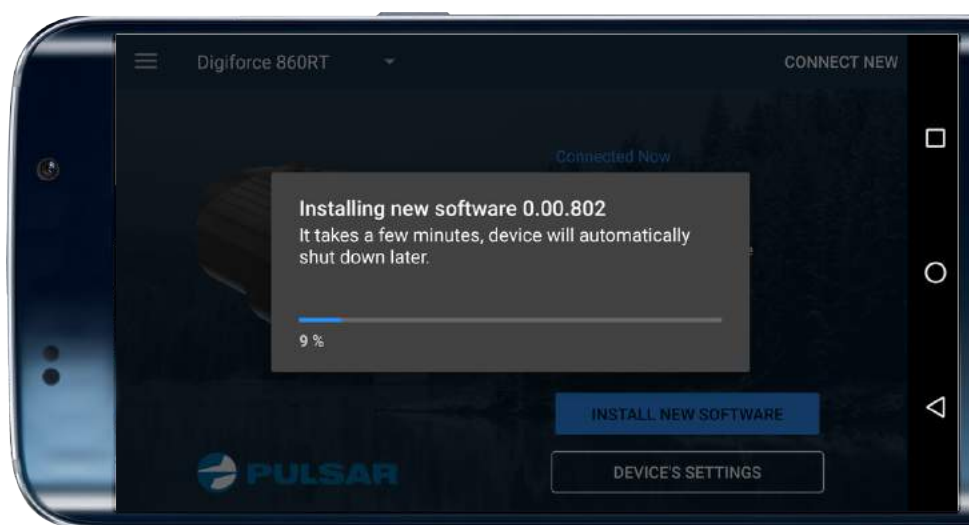 Digiforce 860RT
CONNECT NEW
Connected Now
Installing new software 0.00.802
It takes a few minutes, device will automatically
shut down later.
9 %
INSTALL NEW SOFTWARE
PULSAR
DEVICE'S SETTINGS